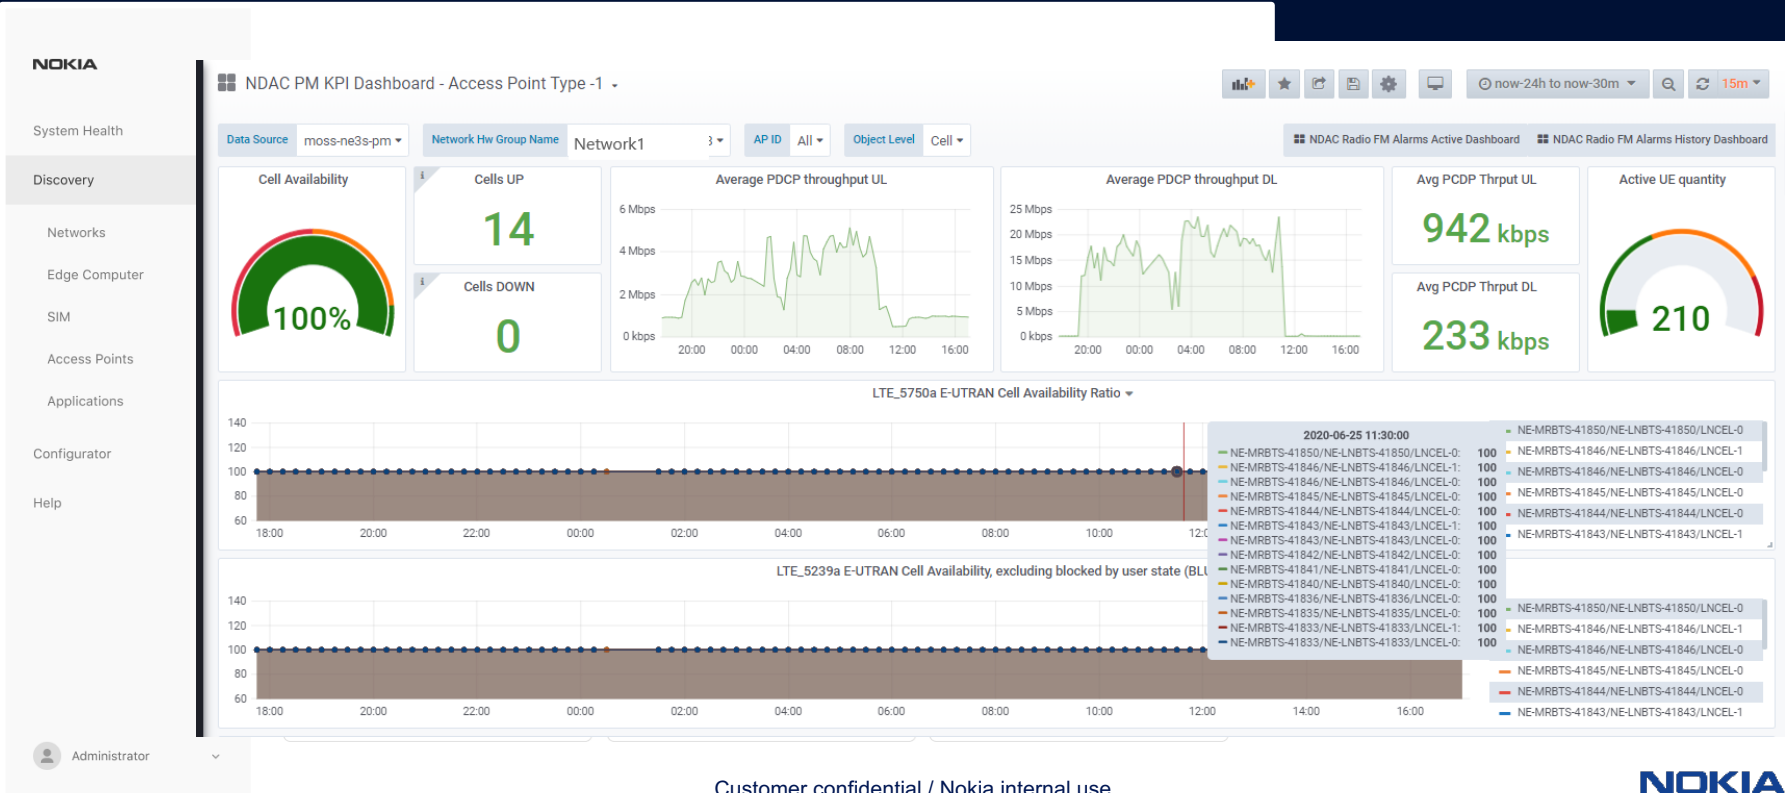 NOKIA
System Health
Discovery
Networks
Edge Computer
SIM
Access Points
Applications
Configurator
Help
Administrator
NDAC PM KPI Dashboard - Access Point Type -1
now-24h to now-30m
15m
Data Source moss-ne3s-pm
Network Hw Group Name Network1
AP ID All
Object Level Cell
NDAC Radio FM Alarms Active Dashboard
NDAC Radio FM Alarms History Dashboard
Cell Availability
100%
Cells UP
14
Cells DOWN
0
Average PDCP throughput UL
6 Mbps
4 Mbps
2 Mbps
0 kbps
20:00 00:00 04:00 08:00 12:00 16:00
Average PDCP throughput DL
25 Mbps
20 Mbps
15 Mbps
10 Mbps
5 Mbps
0 kbps
20:00 00:00 04:00 08:00 12:00 16:00
Avg PCDP Thrput UL
942 kbps
Avg PCDP Thrput DL
233 kbps
Active UE quantity
210
LTE_5750a E-UTRAN Cell Availability Ratio
140
120
100
80
60
18:00 20:00 22:00 00:00 02:00 04:00 06:00 08:00 10:00 12:0
2020-06-25 11:30:00
NE-MRBTS-41850/NE-LNBTS-41850/LNCEL-0: 100
NE-MRBTS-41846/NE-LNBTS-41846/LNCEL-1: 100
NE-MRBTS-41846/NE-LNBTS-41846/LNCEL-0: 100
NE-MRBTS-41845/NE-LNBTS-41845/LNCEL-0: 100
NE-MRBTS-41844/NE-LNBTS-41844/LNCEL-0: 100
NE-MRBTS-41843/NE-LNBTS-41843/LNCEL-1: 100
NE-MRBTS-41843/NE-LNBTS-41843/LNCEL-0: 100
NE-MRBTS-41842/NE-LNBTS-41842/LNCEL-0: 100
NE-MRBTS-41841/NE-LNBTS-41841/LNCEL-0: 100
NE-MRBTS-41840/NE-LNBTS-41840/LNCEL-0: 100
NE-MRBTS-41836/NE-LNBTS-41836/LNCEL-0: 100
NE-MRBTS-41835/NE-LNBTS-41835/LNCEL-0: 100
NE-MRBTS-41833/NE-LNBTS-41833/LNCEL-1: 100
NE-MRBTS-41833/NE-LNBTS-41833/LNCEL-0: 100
NE-MRBTS-41850/NE-LNBTS-41850/LNCEL-0
NE-MRBTS-41846/NE-LNBTS-41846/LNCEL-1
NE-MRBTS-41846/NE-LNBTS-41846/LNCEL-0
NE-MRBTS-41845/NE-LNBTS-41845/LNCEL-0
NE-MRBTS-41844/NE-LNBTS-41844/LNCEL-0
NE-MRBTS-41843/NE-LNBTS-41843/LNCEL-1
LTE_5239a E-UTRAN Cell Availability, excluding blocked by user state (BLU
140
120
100
80
60
18:00 20:00 22:00 00:00 02:00 04:00 06:00 08:00 10:00 12:00 14:00 16:00
NE-MRBTS-41850/NE-LNBTS-41850/LNCEL-0
NE-MRBTS-41846/NE-LNBTS-41846/LNCEL-1
NE-MRBTS-41846/NE-LNBTS-41846/LNCEL-0
NE-MRBTS-41845/NE-LNBTS-41845/LNCEL-0
NE-MRBTS-41844/NE-LNBTS-41844/LNCEL-0
NE-MRBTS-41843/NE-LNBTS-41843/LNCEL-1
Customer confidential / Nokia internal use
NOKIA